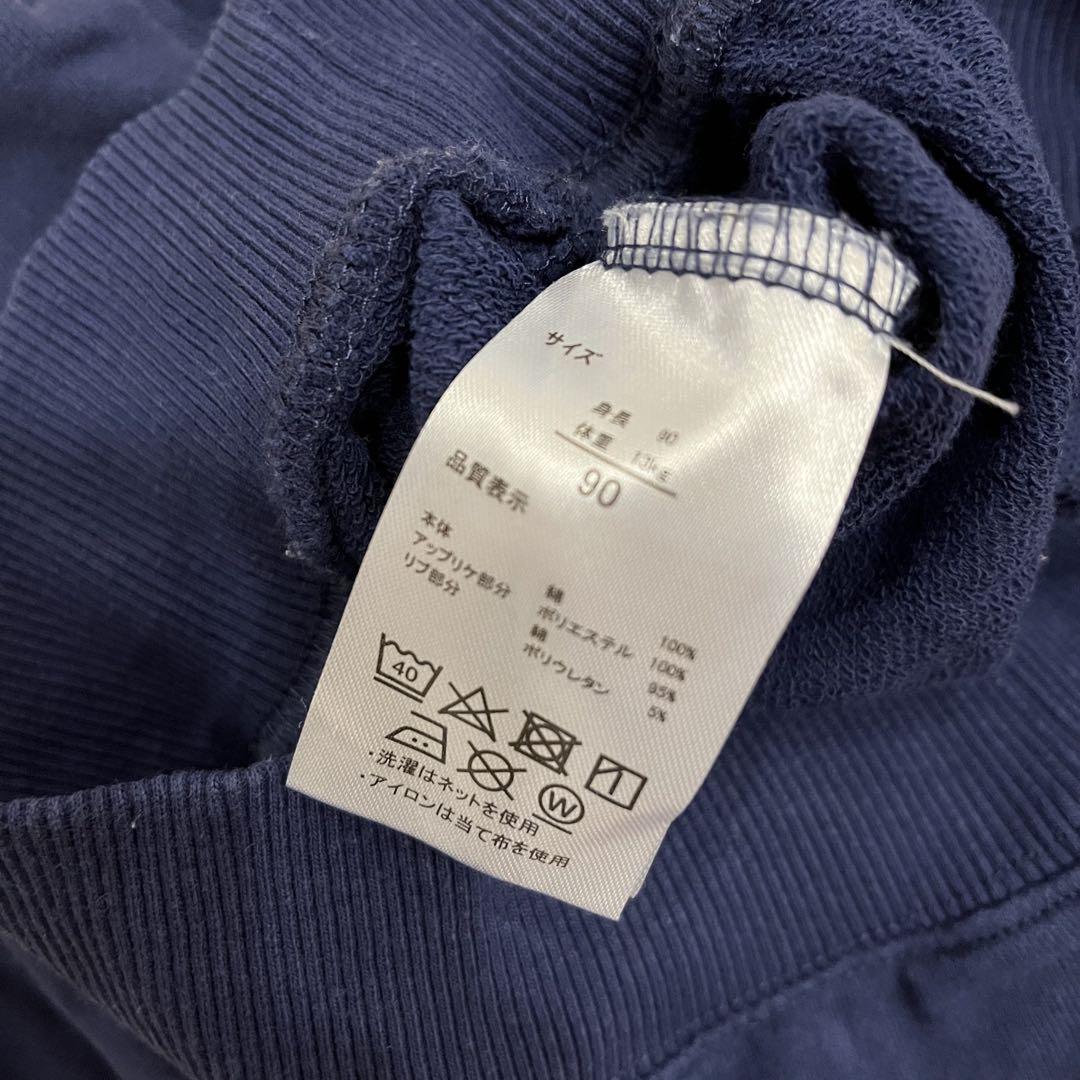 サイズ
身長 90
体重 13kg
90
品質表示
本体 綿 100%
アップリケ部分 ポリエステル 100%
リブ部分 綿 95%
ポリウレタン 5%
40
W
・洗濯はネットを使用
・アイロンは当て布を使用